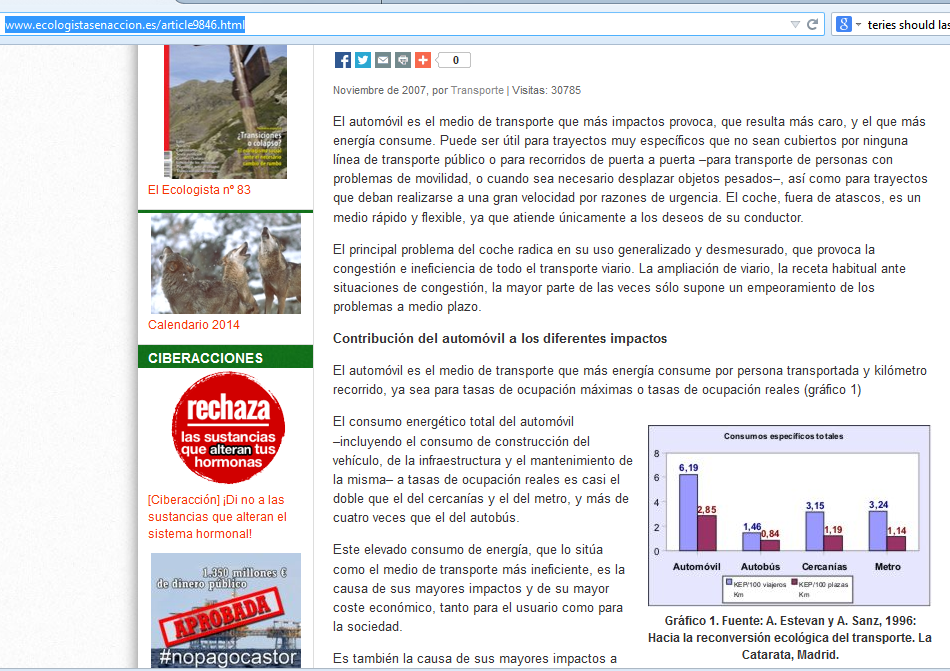 www.ecologistasenaccion.es/article9846.html
teries should las
0
Noviembre de 2007, por Transporte | Visitas: 30785
El automóvil es el medio de transporte que más impactos provoca, que resulta más caro, y el que más
energía consume. Puede ser útil para trayectos muy específicos que no sean cubiertos por ninguna
línea de transporte público o para recorridos de puerta a puerta –para transporte de personas con
problemas de movilidad, o cuando sea necesario desplazar objetos pesados–, así como para trayectos
que deban realizarse a una gran velocidad por razones de urgencia. El coche, fuera de atascos, es un
medio rápido y flexible, ya que atiende únicamente a los deseos de su conductor.
El principal problema del coche radica en su uso generalizado y desmesurado, que provoca la
congestión e ineficiencia de todo el transporte viario. La ampliación de viario, la receta habitual ante
situaciones de congestión, la mayor parte de las veces sólo supone un empeoramiento de los
problemas a medio plazo.
Contribución del automóvil a los diferentes impactos
El automóvil es el medio de transporte que más energía consume por persona transportada y kilómetro
recorrido, ya sea para tasas de ocupación máximas o tasas de ocupación reales (gráfico 1)
El consumo energético total del automóvil
–incluyendo el consumo de construcción del
vehículo, de la infraestructura y el mantenimiento de
la misma– a tasas de ocupación reales es casi el
doble que el del cercanías y el del metro, y más de
cuatro veces que el del autobús.
Este elevado consumo de energía, que lo sitúa
como el medio de transporte más ineficiente, es la
causa de sus mayores impactos y de su mayor
coste económico, tanto para el usuario como para
la sociedad.
Es también la causa de sus mayores impactos a
Consumos específicos totales
8
6
4
2
0
6,19
2,85
1,46
0,84
3,15
1,19
3,24
1,14
Automóvil Autobús Cercanías Metro
KEP/100 viajeros Km
KEP/100 plazas Km
Gráfico 1. Fuente: A. Estevan y A. Sanz, 1996:
Hacia la reconversión ecológica del transporte. La
Catarata, Madrid.
¿Transiciones
o colapso?
El Ecologista nº 83
Calendario 2014
CIBERACCIONES
rechaza
las sustancias
que alteran tus
hormonas
[Ciberacción] ¡Di no a las
sustancias que alteran el
sistema hormonal!
1.350 millones €
de dinero público
APROBADA
#nopagocastor